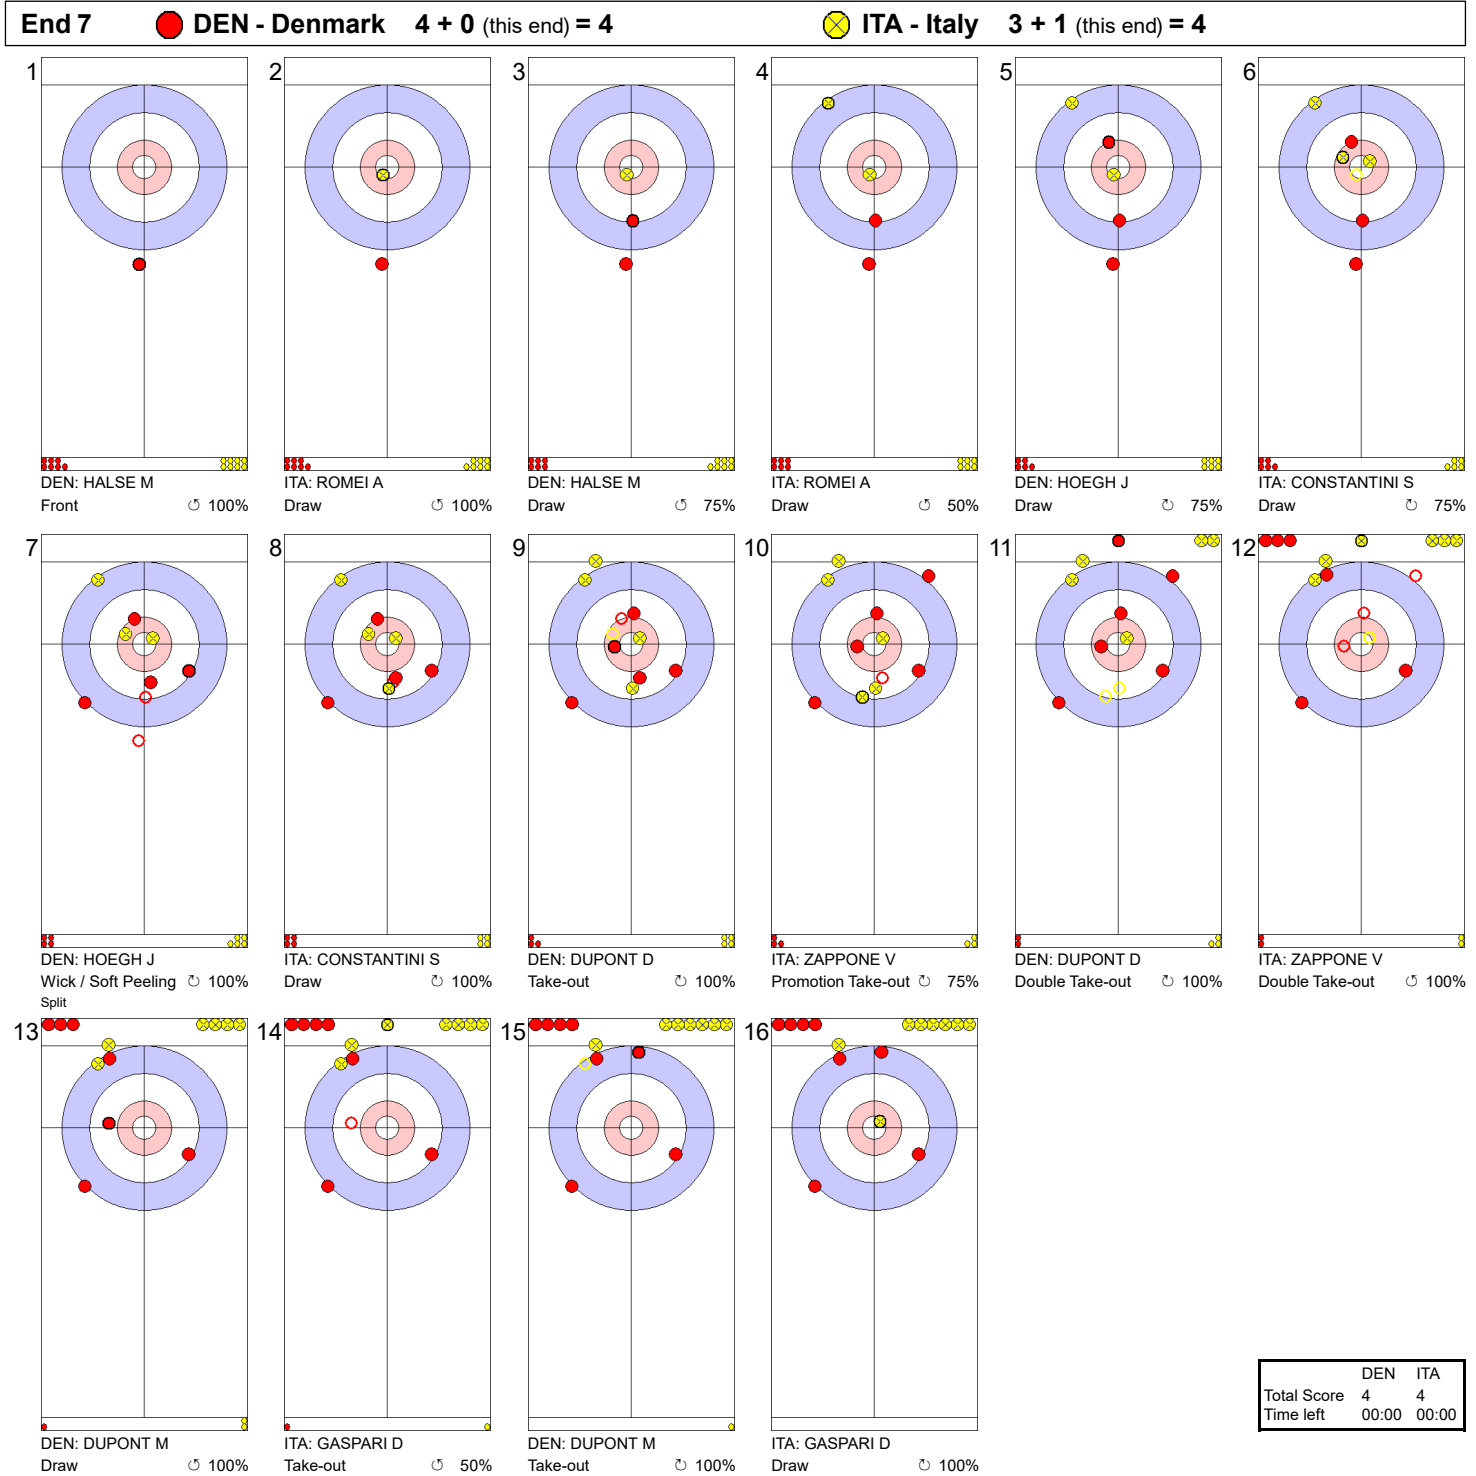 End 7 DEN - Denmark 4 + 0 (this end) = 4 ITA - Italy 3 + 1 (this end) = 4
1 2 3 4 5 6
DEN: HALSE M ITA: ROMEI A DEN: HALSE M ITA: ROMEI A DEN: HOEGH J ITA: CONSTANTINI S
Front ↺ 100% Draw ↺ 100% Draw ↺ 75% Draw ↺ 50% Draw ↻ 75% Draw ↻ 75%
7 8 9 10 11 12
DEN: HOEGH J ITA: CONSTANTINI S DEN: DUPONT D ITA: ZAPPONE V DEN: DUPONT D ITA: ZAPPONE V
Wick / Soft Peeling ↻ 100% Draw ↻ 100% Take-out ↻ 100% Promotion Take-out ↻ 75% Double Take-out ↻ 100% Double Take-out ↻ 100%
Split
13 14 15 16
DEN: DUPONT M ITA: GASPARI D DEN: DUPONT M ITA: GASPARI D
Draw ↻ 100% Take-out ↺ 50% Take-out ↻ 100% Draw ↻ 100%
DEN ITA
Total Score 4 4
Time left 00:00 00:00